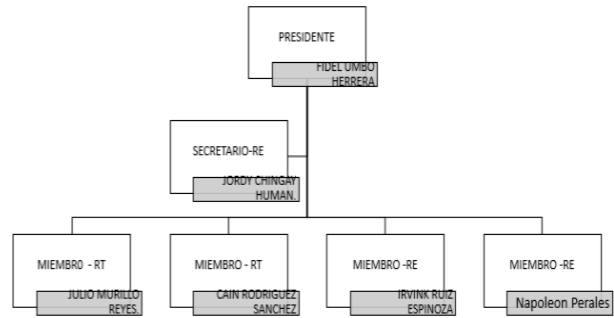 PRESIDENTE
FIDEL UMBO
HERRERA
SECRETARIO-RE
JORDY CHINGAY
HUMAN.
MIEMBR0 - RT
JULIO MURILLO
REYES.
MIEMBRO - RT
CAIN RODRIGUEZ
SANCHEZ
MIEMBRO -RE
IRVINK RUIZ
ESPINOZA
MIEMBRO -RE
Napoleon Perales